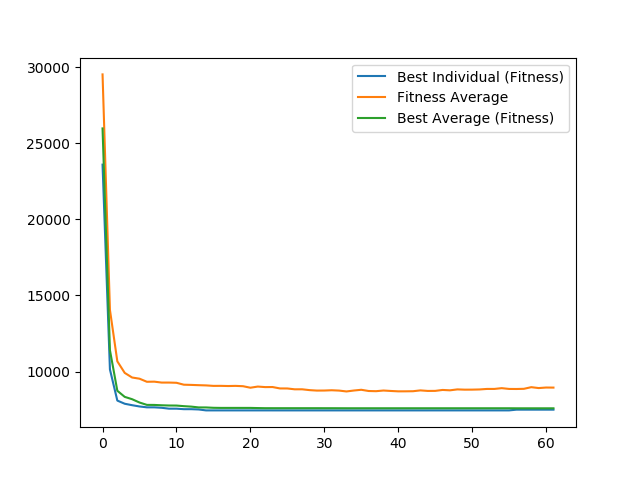 30000
25000
20000
15000
10000
0 10 20 30 40 50 60
Best Individual (Fitness)
Fitness Average
Best Average (Fitness)